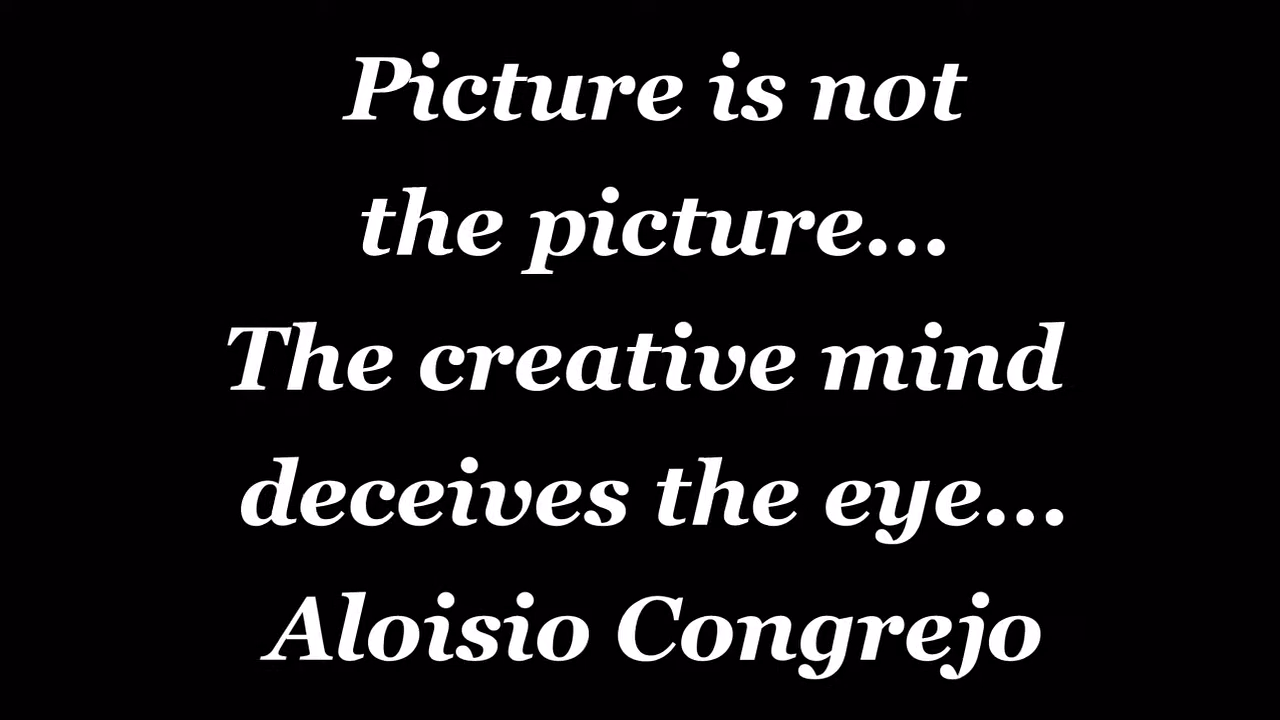 Picture is not
the picture...
The creative mind
deceives the eye...
Aloisio Congrejo